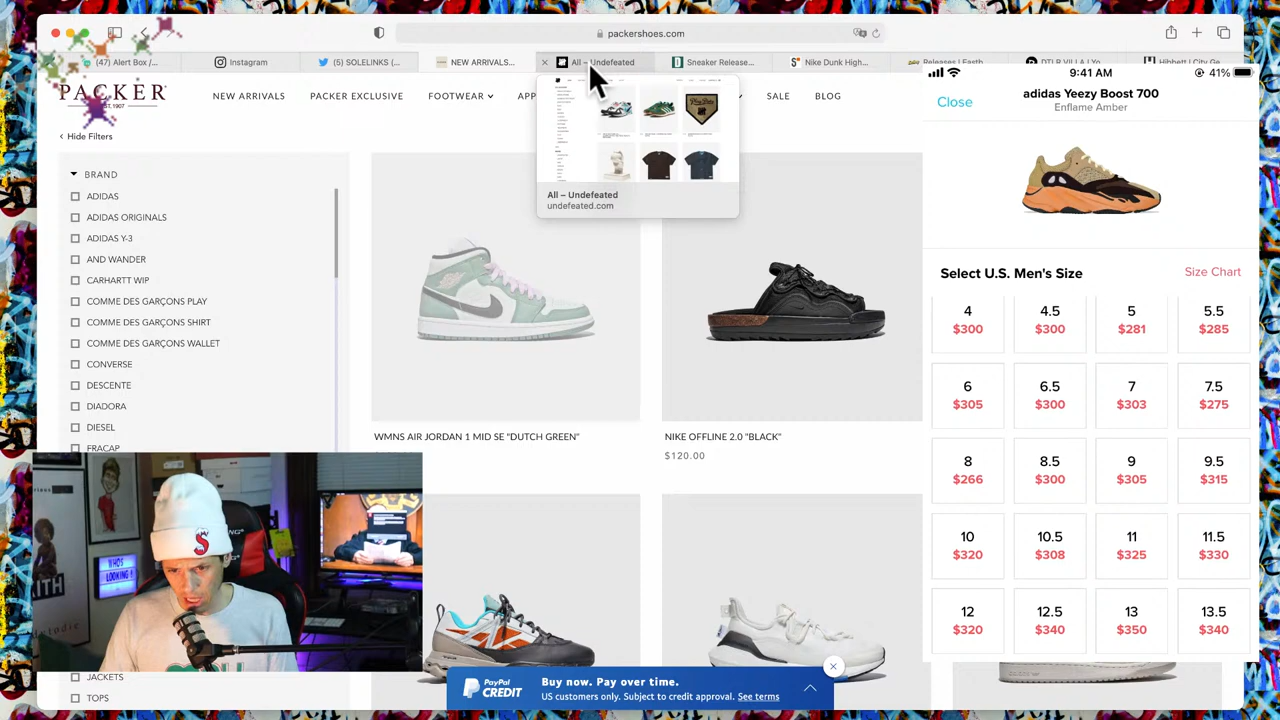 packershoes.com
(47) Alert Box /...
Instagram
(5) SOLELINKS (...
NEW ARRIVALS...
All – Undefeated
Sneaker Release...
Nike Dunk High...
Releases | Footh...
DTLR VILLA | Yo...
Hibbett | City Ge...
PACKER
EST. 1907
NEW ARRIVALS
PACKER EXCLUSIVE
FOOTWEAR
APP
SALE
BLO
All – Undefeated
undefeated.com
Hide Filters
BRAND
ADIDAS
ADIDAS ORIGINALS
ADIDAS Y-3
AND WANDER
CARHARTT WIP
COMME DES GARÇONS PLAY
COMME DES GARÇONS SHIRT
COMME DES GARÇONS WALLET
CONVERSE
DESCENTE
DIADORA
DIESEL
FRACAP
JACKETS
TOPS
WMNS AIR JORDAN 1 MID SE "DUTCH GREEN"
NIKE OFFLINE 2.0 "BLACK"
$120.00
WHO'S
LOOKING!
S
PayPal
CREDIT
Buy now. Pay over time.
US customers only. Subject to credit approval. See terms
9:41 AM
41%
Close
adidas Yeezy Boost 700
Enflame Amber
Select U.S. Men's Size
Size Chart
4 4.5 5 5.5
$300 $300 $281 $285
6 6.5 7 7.5
$305 $300 $303 $275
8 8.5 9 9.5
$266 $300 $305 $315
10 10.5 11 11.5
$320 $308 $325 $330
12 12.5 13 13.5
$320 $340 $350 $340